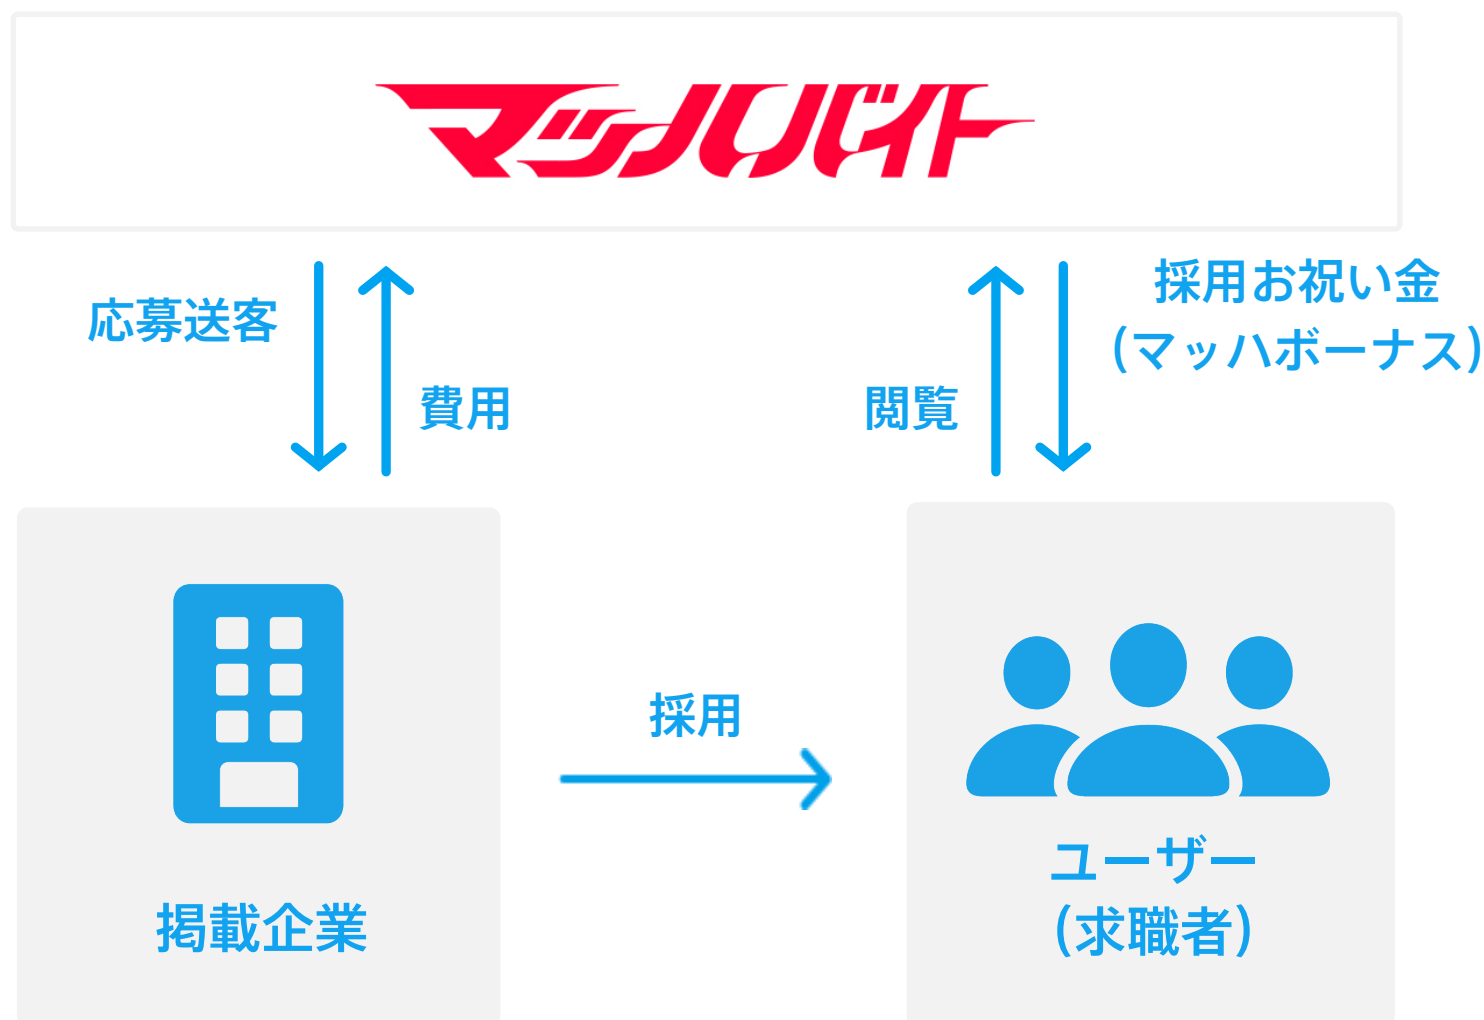 マッハバイト
応募送客
費用
閲覧
採用お祝い金
(マッハボーナス)
採用
掲載企業
ユーザー
(求職者)